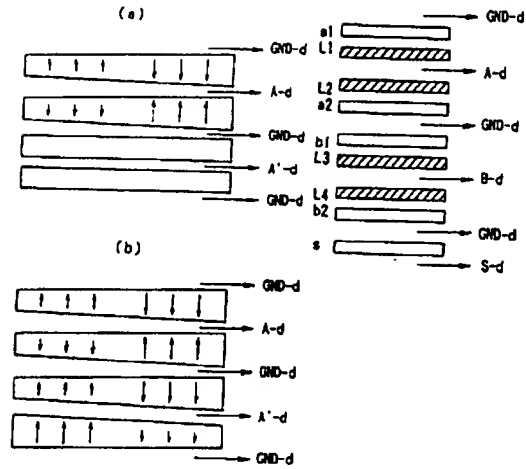 (a)
GND-d
A-d
GND-d
A'-d
GND-d
(b)
GND-d
A-d
GND-d
A'-d
GND-d
GND-d
a1
L1
A-d
L2
a2
GND-d
b1
L3
B-d
L4
b2
GND-d
s
S-d